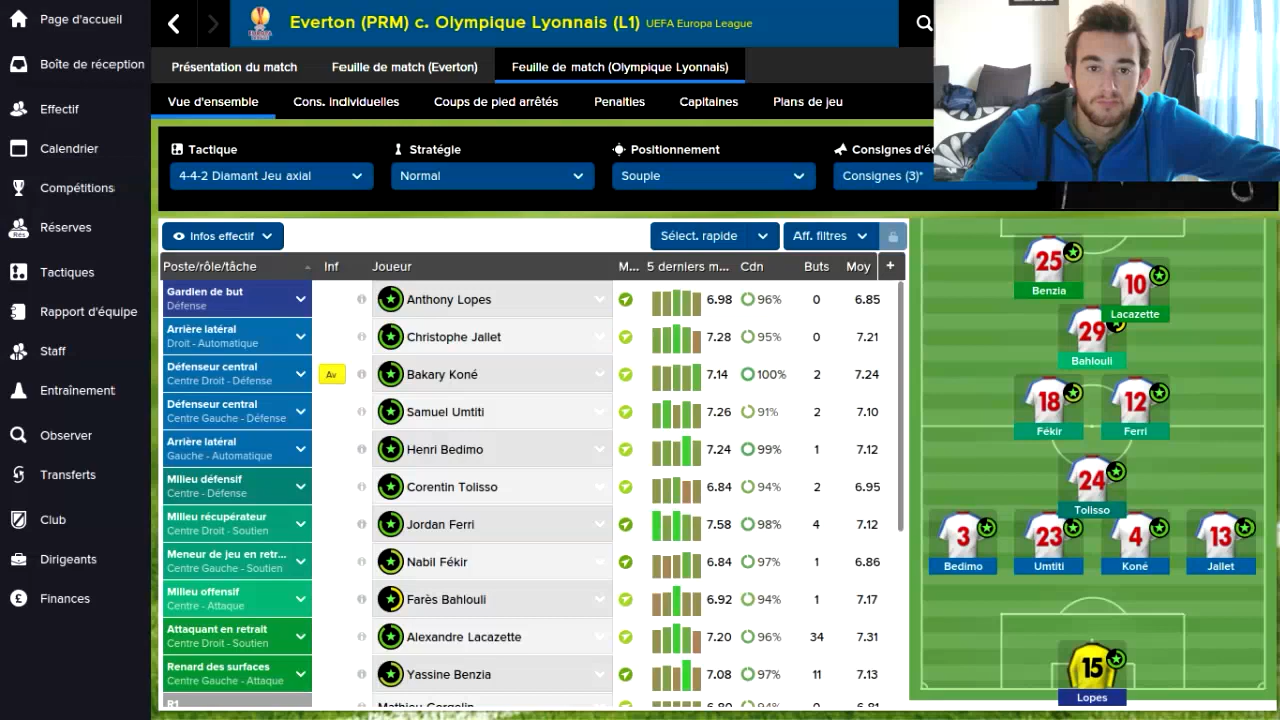 Page d'accueil
Boîte de réception
Effectif
Calendrier
Compétitions
Rés
Réserves
Tactiques
Rapport d'équipe
Staff
Entraînement
Observer
Transferts
Club
Dirigeants
Finances
Everton (PRM) c. Olympique Lyonnais (L1) UEFA Europa League
Présentation du match Feuille de match (Everton) Feuille de match (Olympique Lyonnais)
Vue d'ensemble Cons. individuelles Coups de pied arrêtés Penalties Capitaines Plans de jeu
Tactique Stratégie Positionnement Consignes d'éq
4-4-2 Diamant Jeu axial Normal Souple Consignes (3)*
Infos effectif Sélect. rapide Aff. filtres
Poste/rôle/tâche Inf Joueur M... 5 derniers m... Cdn Buts Moy +
Gardien de but
Défense
Anthony Lopes 6.98 96% 0 6.85
Arrière latéral
Droit - Automatique
Christophe Jallet 7.28 95% 0 7.21
Défenseur central
Centre Droit - Défense
Av Bakary Koné 7.14 100% 2 7.24
Défenseur central
Centre Gauche - Défense
Samuel Umtiti 7.26 91% 2 7.10
Arrière latéral
Gauche - Automatique
Henri Bedimo 7.24 99% 1 7.12
Milieu défensif
Centre - Défense
Corentin Tolisso 6.84 94% 2 6.95
Milieu récupérateur
Centre Droit - Soutien
Jordan Ferri 7.58 98% 4 7.12
Meneur de jeu en retr...
Centre Gauche - Soutien
Nabil Fékir 6.84 97% 1 6.86
Milieu offensif
Centre - Attaque
Farès Bahlouli 6.92 94% 1 7.17
Attaquant en retrait
Centre Droit - Soutien
Alexandre Lacazette 7.20 96% 34 7.31
Renard des surfaces
Centre Gauche - Attaque
Yassine Benzia 7.08 97% 11 7.13
25
Benzia
10
Lacazette
29
Bahlouli
18 12
Fékir Ferri
24
Tolisso
3 23 4 13
Bedimo Umtiti Koné Jallet
15
Lopes